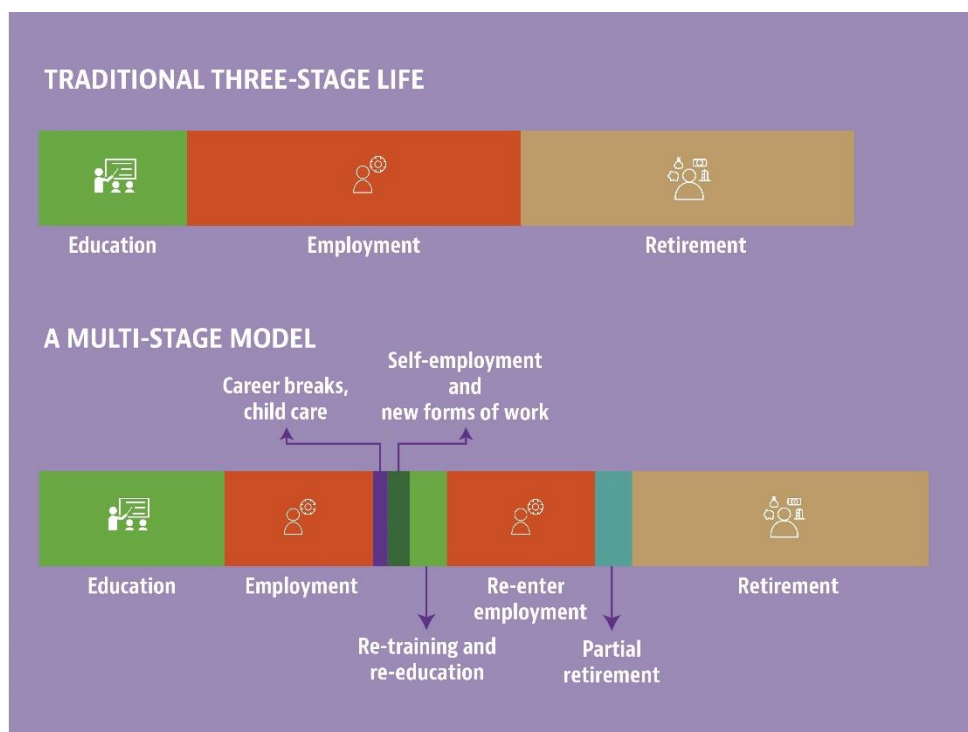 TRADITIONAL THREE-STAGE LIFE
Education
Employment
Retirement
A MULTI-STAGE MODEL
Career breaks,
child care
Self-employment
and
new forms of work
Education
Employment
Re-training and
re-education
Re-enter
employment
Partial
retirement
Retirement